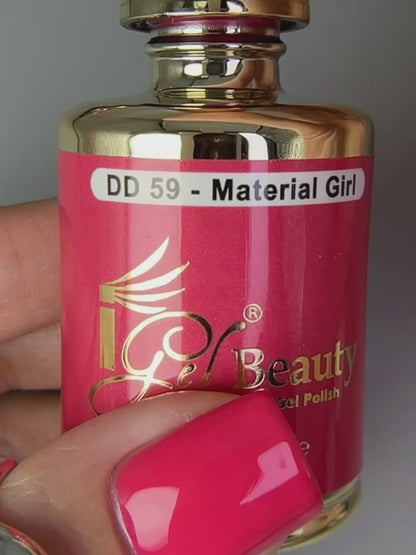 DD 59 - Material Girl
iGel Beauty®
Gel Polish